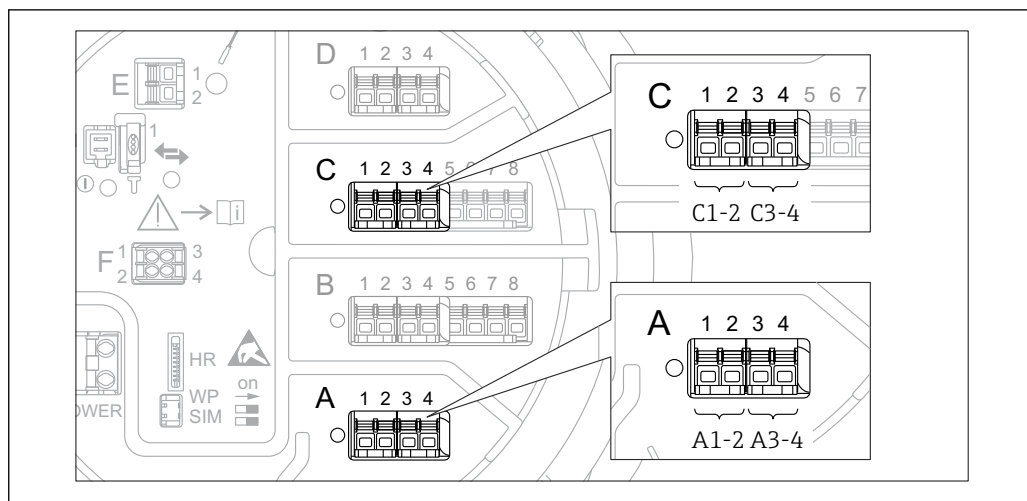 D 1 2 3 4
E 1
2
1
C 1 2 3 4 5 6 7 8
F 1 3
2 4
B 1 2 3 4 5 6 7 8
HR
WP on
SIM
OWER
A 1 2 3 4
C 1 2 3 4 5 6 7
C1-2 C3-4
A 1 2 3 4
A1-2 A3-4